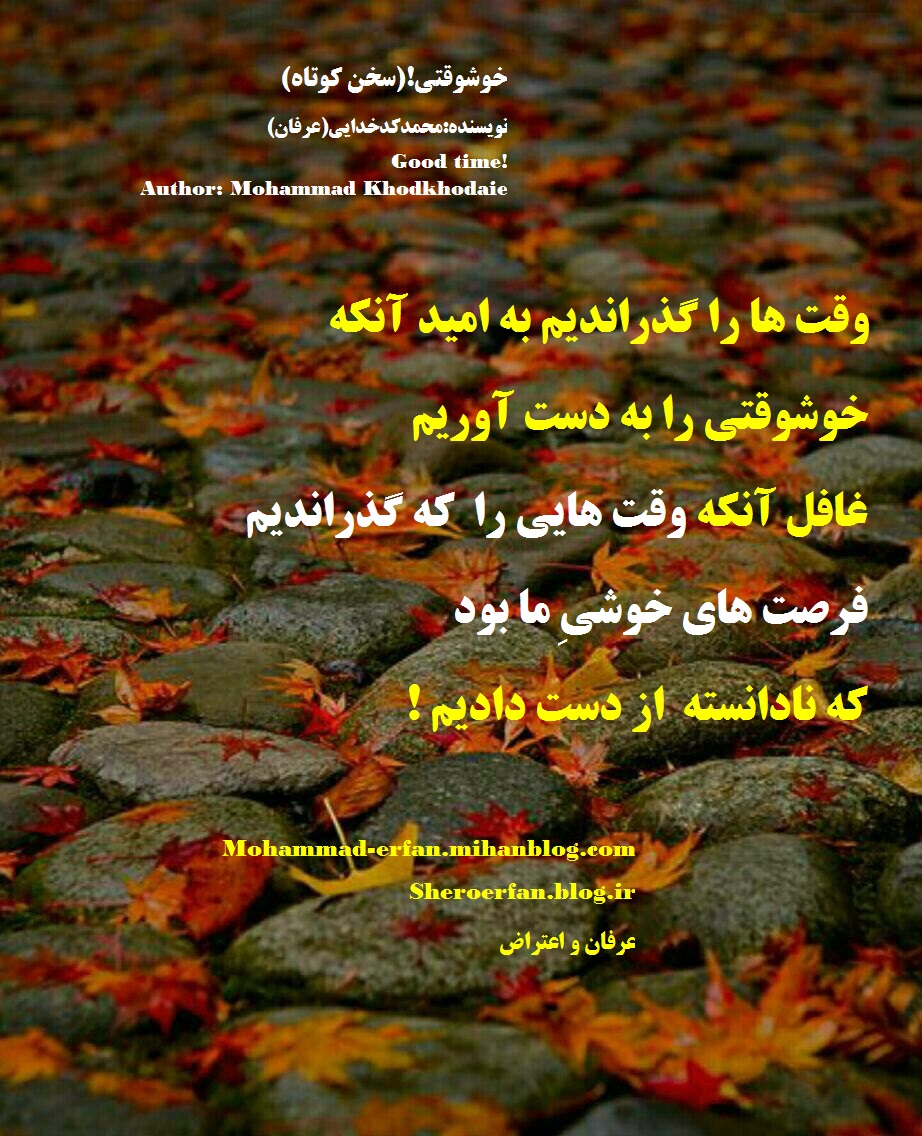 خوشوقتی!(سخن کوتاه)
نویسنده:محمدکدخدایی(عرفان)
Good time!
Author: Mohammad Khodkhodaie
وقت ها را گذراندیم به امید آنکه
خوشوقتی را به دست آوریم
غافل آنکه وقت هایی را که گذراندیم
فرصت های خوشیِ ما بود
که نادانسته از دست دادیم !
Mohammad-erfan.mihanblog.com
Sheroerfan.blog.ir
عرفان و اعتراض